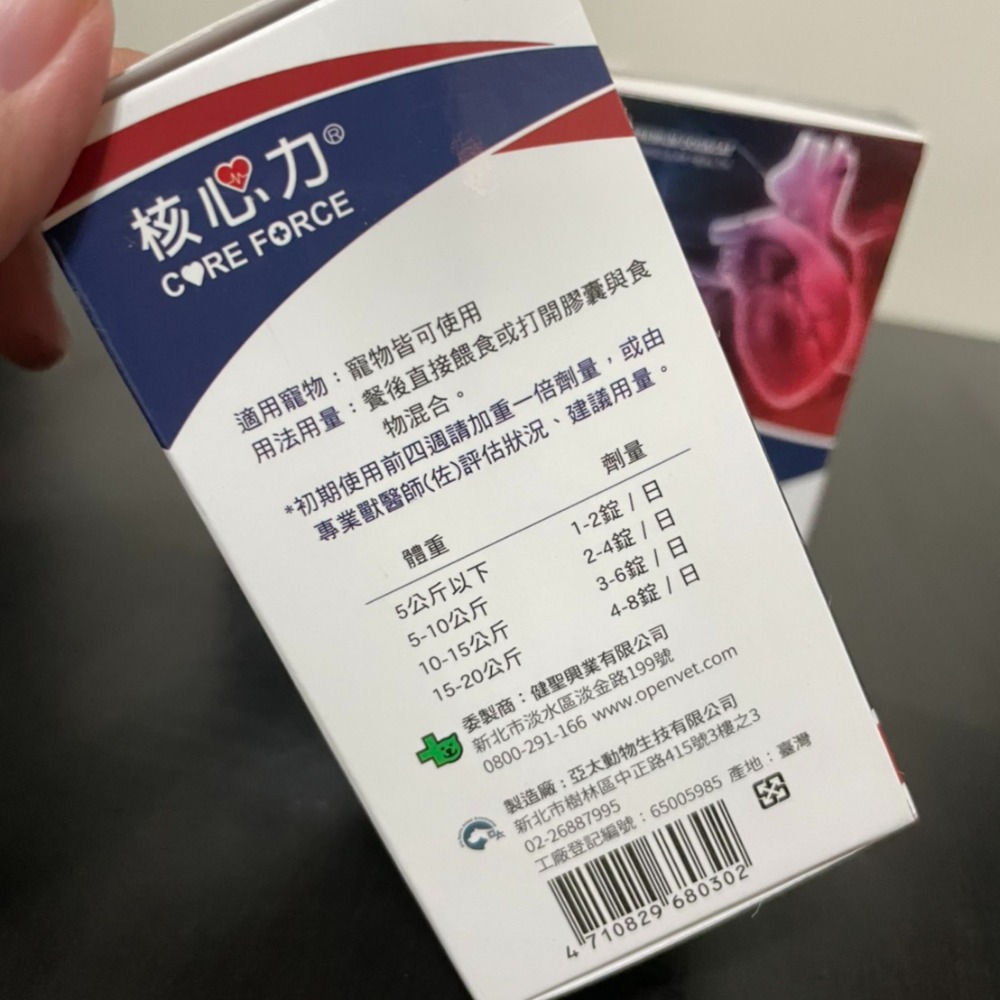 核心力®
CORE FORCE
適用寵物：寵物皆可使用
用法用量：餐後直接餵食或打開膠囊與食
物混合。
*初期使用前四週請加重一倍劑量，或由
專業獸醫師(佐)評估狀況、建議用量。
體重 劑量
5公斤以下 1-2錠 / 日
5-10公斤 2-4錠 / 日
10-15公斤 3-6錠 / 日
15-20公斤 4-8錠 / 日
委製商：健聖興業有限公司
新北市淡水區淡金路199號
0800-291-166 www.openvet.com
製造廠：亞太動物生技有限公司
新北市樹林區中正路415號3樓之3
02-26887995
工廠登記編號：65005985 產地：臺灣
4 710829 680302